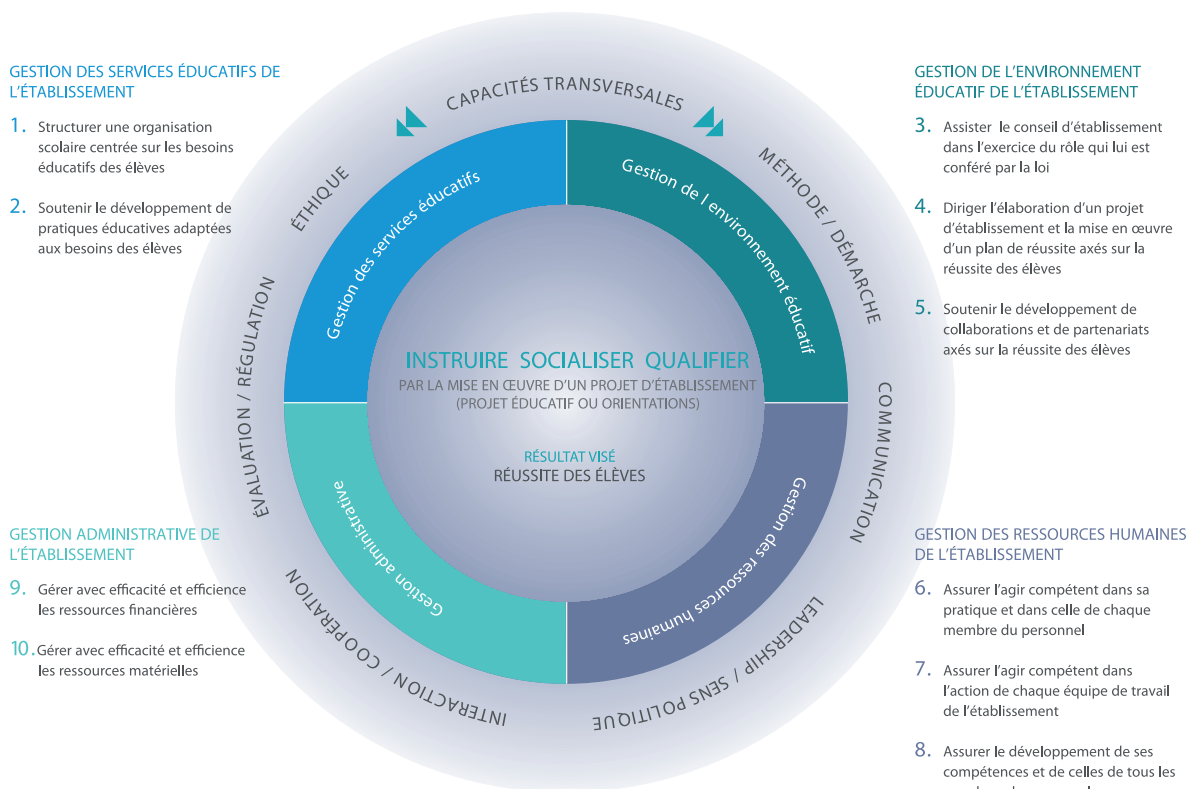 GESTION DES SERVICES ÉDUCATIFS DE
L'ÉTABLISSEMENT
1. Structurer une organisation
scolaire centrée sur les besoins
éducatifs des élèves
2. Soutenir le développement de
pratiques éducatives adaptées
aux besoins des élèves
CAPACITÉS TRANSVERSALES
MÉTHODE / DÉMARCHE
COMMUNICATION
LEADERSHIP / SENS POLITIQUE
INTERACTION / COOPÉRATION
ÉVALUATION / RÉGULATION
ÉTHIQUE
Gestion des services éducatifs
Gestion de l environnement éducatif
Gestion des ressources humaines
Gestion administrative
INSTRUIRE SOCIALISER QUALIFIER
PAR LA MISE EN ŒUVRE D'UN PROJET D'ÉTABLISSEMENT
(PROJET ÉDUCATIF OU ORIENTATIONS)
RÉSULTAT VISÉ
RÉUSSITE DES ÉLÈVES
GESTION DE L'ENVIRONNEMENT
ÉDUCATIF DE L'ÉTABLISSEMENT
3. Assister le conseil d'établissement
dans l'exercice du rôle qui lui est
conféré par la loi
4. Diriger l'élaboration d'un projet
d'établissement et la mise en œuvre
d'un plan de réussite axés sur la
réussite des élèves
5. Soutenir le développement de
collaborations et de partenariats
axés sur la réussite des élèves
GESTION ADMINISTRATIVE DE
L'ÉTABLISSEMENT
9. Gérer avec efficacité et efficience
les ressources financières
10. Gérer avec efficacité et efficience
les ressources matérielles
GESTION DES RESSOURCES HUMAINES
DE L'ÉTABLISSEMENT
6. Assurer l'agir compétent dans sa
pratique et dans celle de chaque
membre du personnel
7. Assurer l'agir compétent dans
l'action de chaque équipe de travail
de l'établissement
8. Assurer le développement de ses
compétences et de celles de tous les